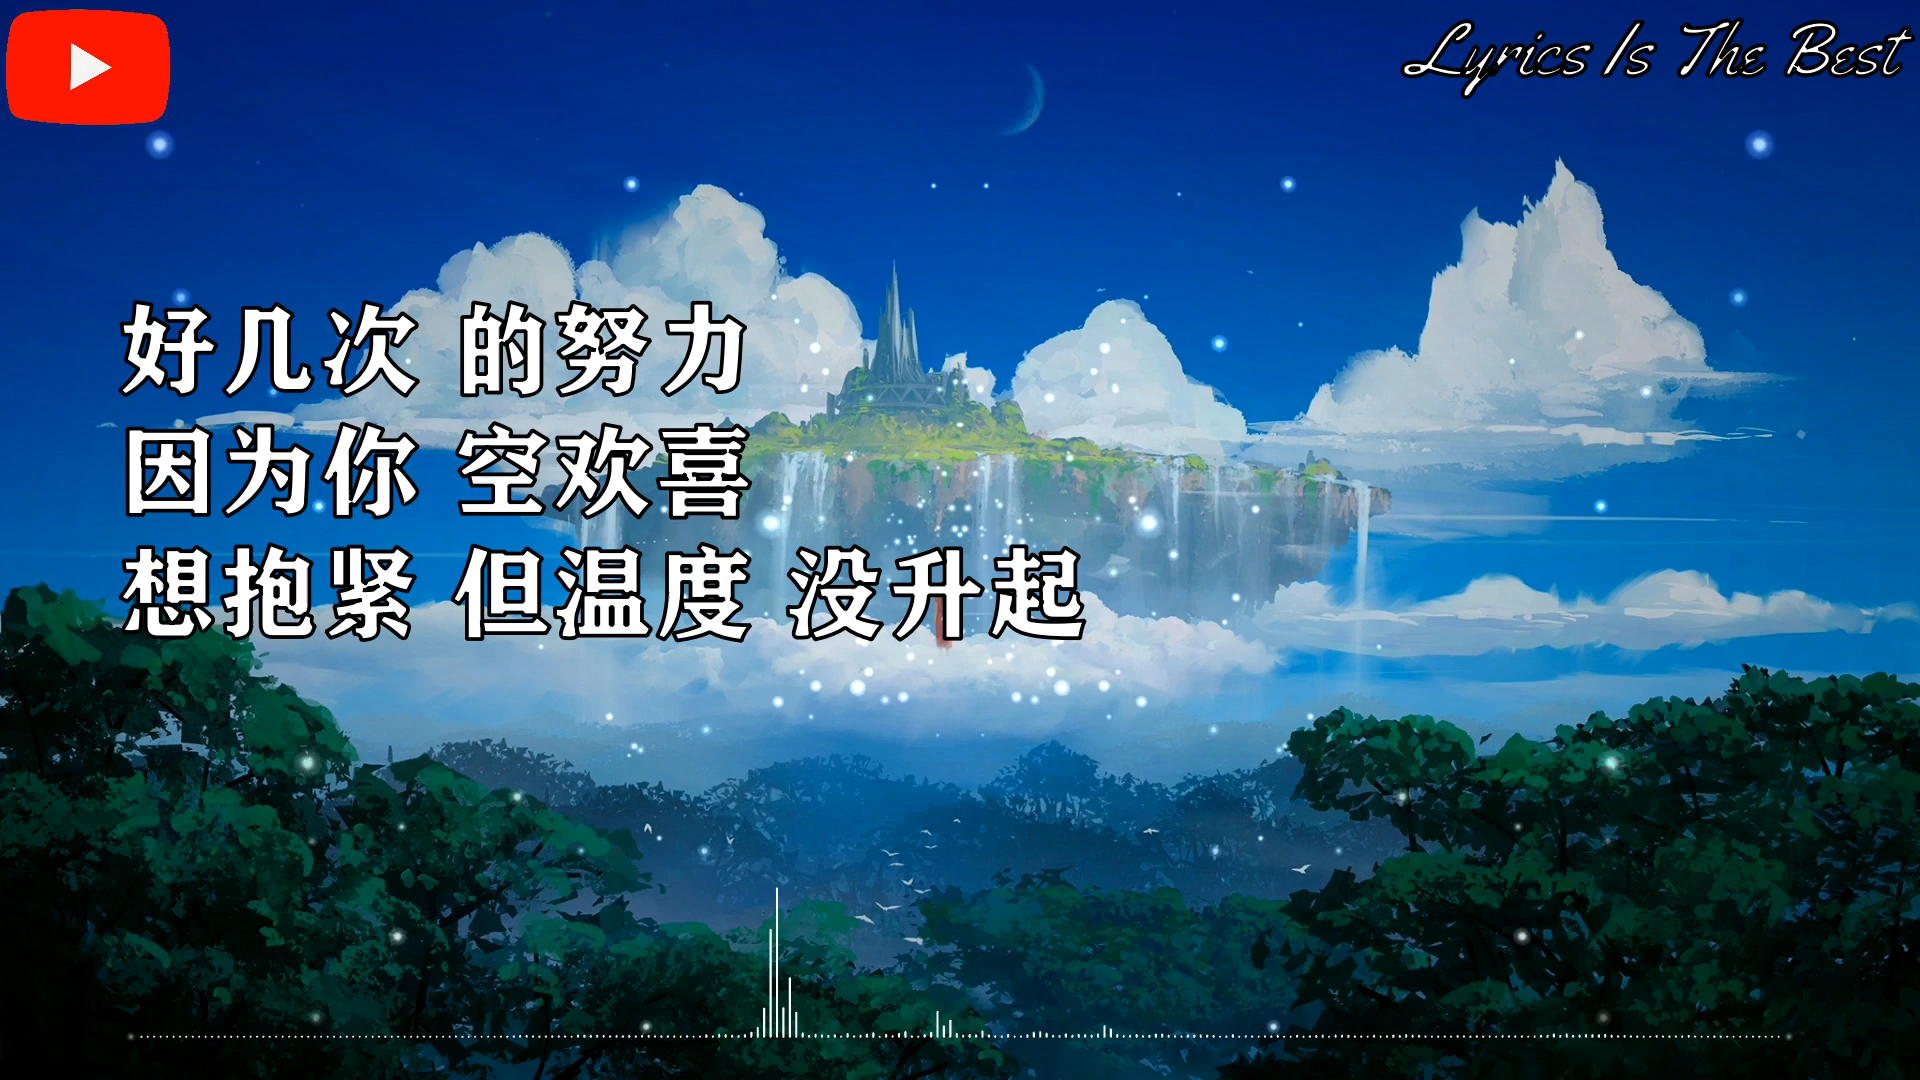 Lyrics Is The Best
好几次 的努力
因为你 空欢喜
想抱紧 但温度 没升起